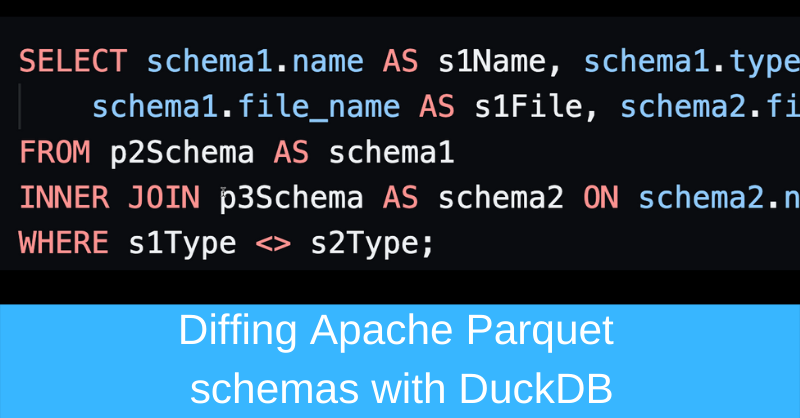 SELECT schema1.name AS s1Name, schema1.type
schema1.file_name AS s1File, schema2.fi
FROM p2Schema AS schema1
INNER JOIN p3Schema AS schema2 ON schema2.n
WHERE s1Type <> s2Type;
Diffing Apache Parquet
schemas with DuckDB